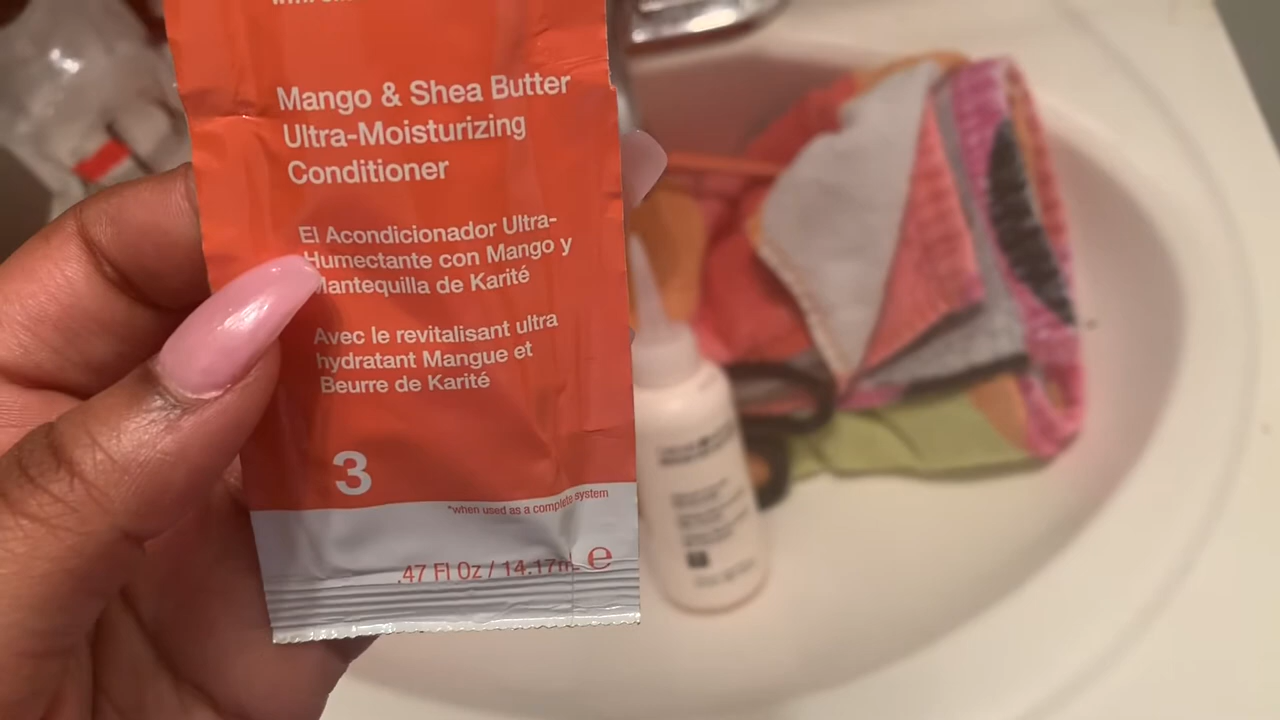 Mango & Shea Butter
Ultra-Moisturizing
Conditioner
El Acondicionador Ultra-
Humectante con Mango y
Mantequilla de Karité
Avec le revitalisant ultra
hydratant Mangue et
Beurre de Karité
3
*when used as a complete system
.47 Fl Oz / 14.17mL e